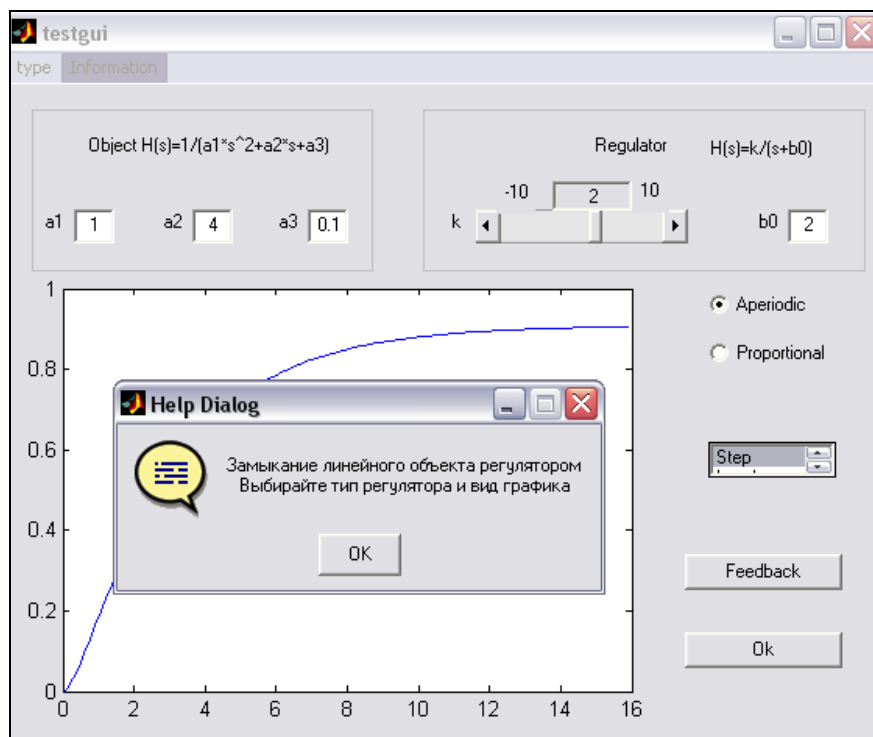 testgui
type Information
Object H(s)=1/(a1*s^2+a2*s+a3)
a1 1 a2 4 a3 0.1
Regulator H(s)=k/(s+b0)
-10 2 10
k b0 2
Aperiodic
Proportional
Step
Feedback
Ok
1
0.8
0.6
0.4
0.2
0
0 2 4 6 8 10 12 14 16
Help Dialog
Замыкание линейного объекта регулятором
Выбирайте тип регулятора и вид графика
OK